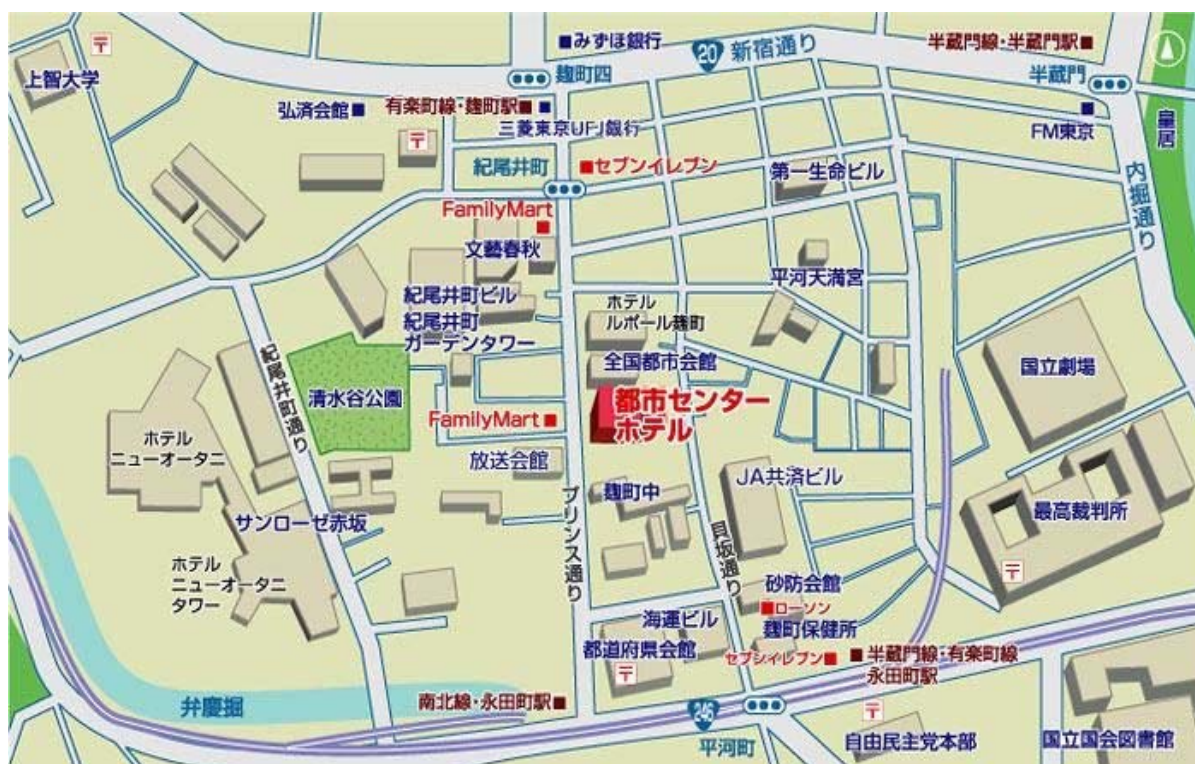 〒
上智大学
■みずほ銀行
20 新宿通り
半蔵門線・半蔵門駅■
麹町四
半蔵門
弘済会館■
有楽町線・麹町駅■
三菱東京UFJ銀行
FM東京
皇居
〒
紀尾井町
■セブンイレブン
第一生命ビル
内掘通り
FamilyMart
文藝春秋
平河天満宮
紀尾井町ビル
ホテル
ルポール麹町
紀尾井町
ガーデンタワー
全国都市会館
国立劇場
紀尾井町通り
清水谷公園
都市センター
ホテル
FamilyMart■
ホテル
ニューオータニ
放送会館
JA共済ビル
麹町中
プリンス通り
サンローゼ赤坂
最高裁判所
貝坂通り
ホテル
ニューオータニ
タワー
〒
砂防会館
■ローソン
海運ビル
麹町保健所
都道府県会館
セブンイレブン■
■半蔵門線・有楽町線
永田町駅
〒
弁慶掘
南北線・永田町駅■
246
平河町
〒
自由民主党本部
国立国会図書館